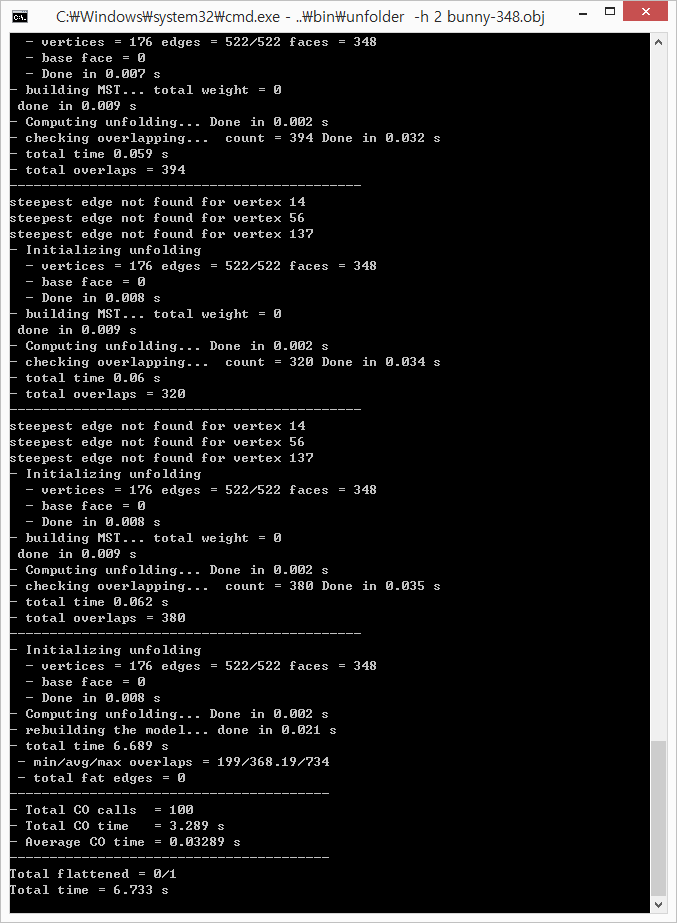 C:₩Windows₩system32₩cmd.exe - ..₩bin₩unfolder -h 2 bunny-348.obj
- vertices = 176 edges = 522/522 faces = 348
- base face = 0
- Done in 0.007 s
- building MST... total weight = 0
done in 0.009 s
- Computing unfolding... Done in 0.002 s
- checking overlapping...  count = 394 Done in 0.032 s
- total time 0.059 s
- total overlaps = 394
--------------------------------------------
steepest edge not found for vertex 14
steepest edge not found for vertex 56
steepest edge not found for vertex 137
- Initializing unfolding
- vertices = 176 edges = 522/522 faces = 348
- base face = 0
- Done in 0.008 s
- building MST... total weight = 0
done in 0.009 s
- Computing unfolding... Done in 0.002 s
- checking overlapping...  count = 320 Done in 0.034 s
- total time 0.06 s
- total overlaps = 320
--------------------------------------------
steepest edge not found for vertex 14
steepest edge not found for vertex 56
steepest edge not found for vertex 137
- Initializing unfolding
- vertices = 176 edges = 522/522 faces = 348
- base face = 0
- Done in 0.008 s
- building MST... total weight = 0
done in 0.009 s
- Computing unfolding... Done in 0.002 s
- checking overlapping...  count = 380 Done in 0.035 s
- total time 0.062 s
- total overlaps = 380
--------------------------------------------
- Initializing unfolding
- vertices = 176 edges = 522/522 faces = 348
- base face = 0
- Done in 0.008 s
- Computing unfolding... Done in 0.002 s
- rebuilding the model... done in 0.021 s
- total time 6.689 s
- min/avg/max overlaps = 199/368.19/734
- total fat edges = 0
----------------------------------------
- Total CO calls  = 100
- Total CO time   = 3.289 s
- Average CO time = 0.03289 s
----------------------------------------
Total flattened = 0/1
Total time = 6.733 s